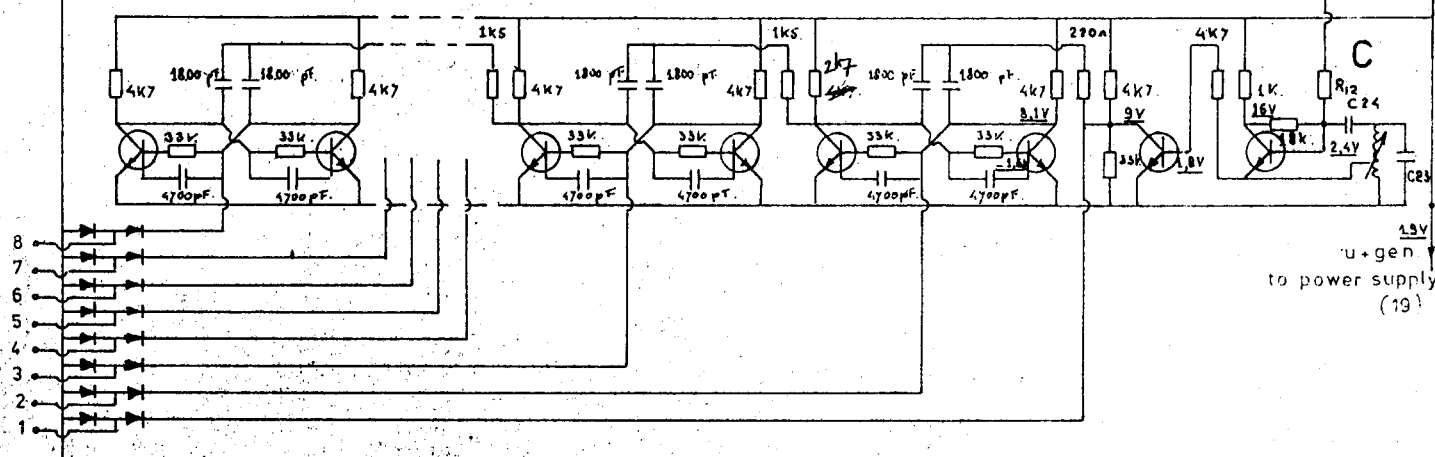 1k5
1k5.
220Ω
4K7
C
18.00 pF.
18.00 pF.
1800 pF.
1800 pF.
2k7
1800 pF.
1800 pF.
4K7
4K7
4K7
4K7
4K7
4K7
1K.
R12
C24
33K.
33K.
33K.
33K.
33K.
33K.
8,1V
9V
16V
18K.
33K.
1,8V
2,4V
C23
4700pF.
4700pF.
4700pF.
4700pF.
4700pF.
4700pF.
8
7
6
5
4
3
2
1
19V
u+gen.
to power supply
(19)